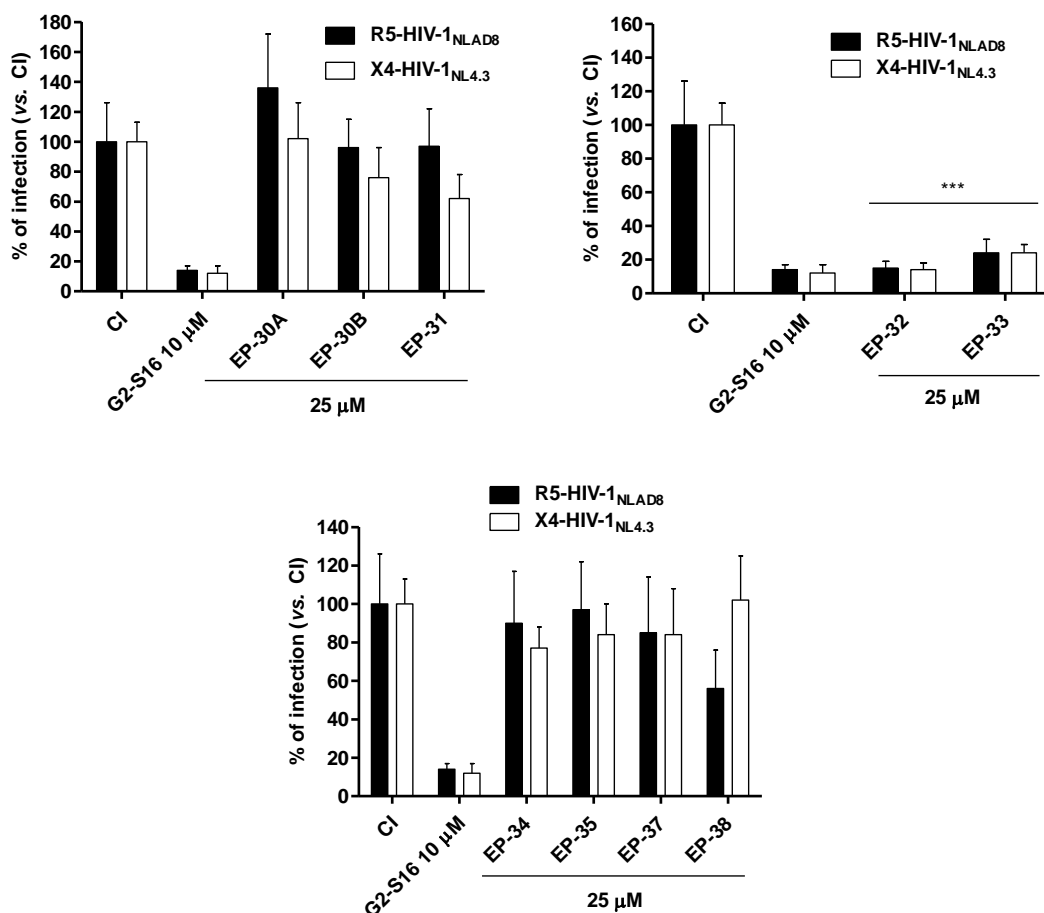 R5-HIV-1NLAD8
X4-HIV-1NL4.3
% of infection (vs. CI)
180
160
140
120
100
80
60
40
20
0
CI
G2-S16 10 μM
EP-30A
EP-30B
EP-31
25 μM
R5-HIV-1NLAD8
X4-HIV-1NL4.3
% of infection (vs. CI)
160
140
120
100
80
60
40
20
0
***
CI
G2-S16 10 μM
EP-32
EP-33
25 μM
R5-HIV-1NLAD8
X4-HIV-1NL4.3
% of infection (vs. CI)
140
120
100
80
60
40
20
0
CI
G2-S16 10 μM
EP-34
EP-35
EP-37
EP-38
25 μM